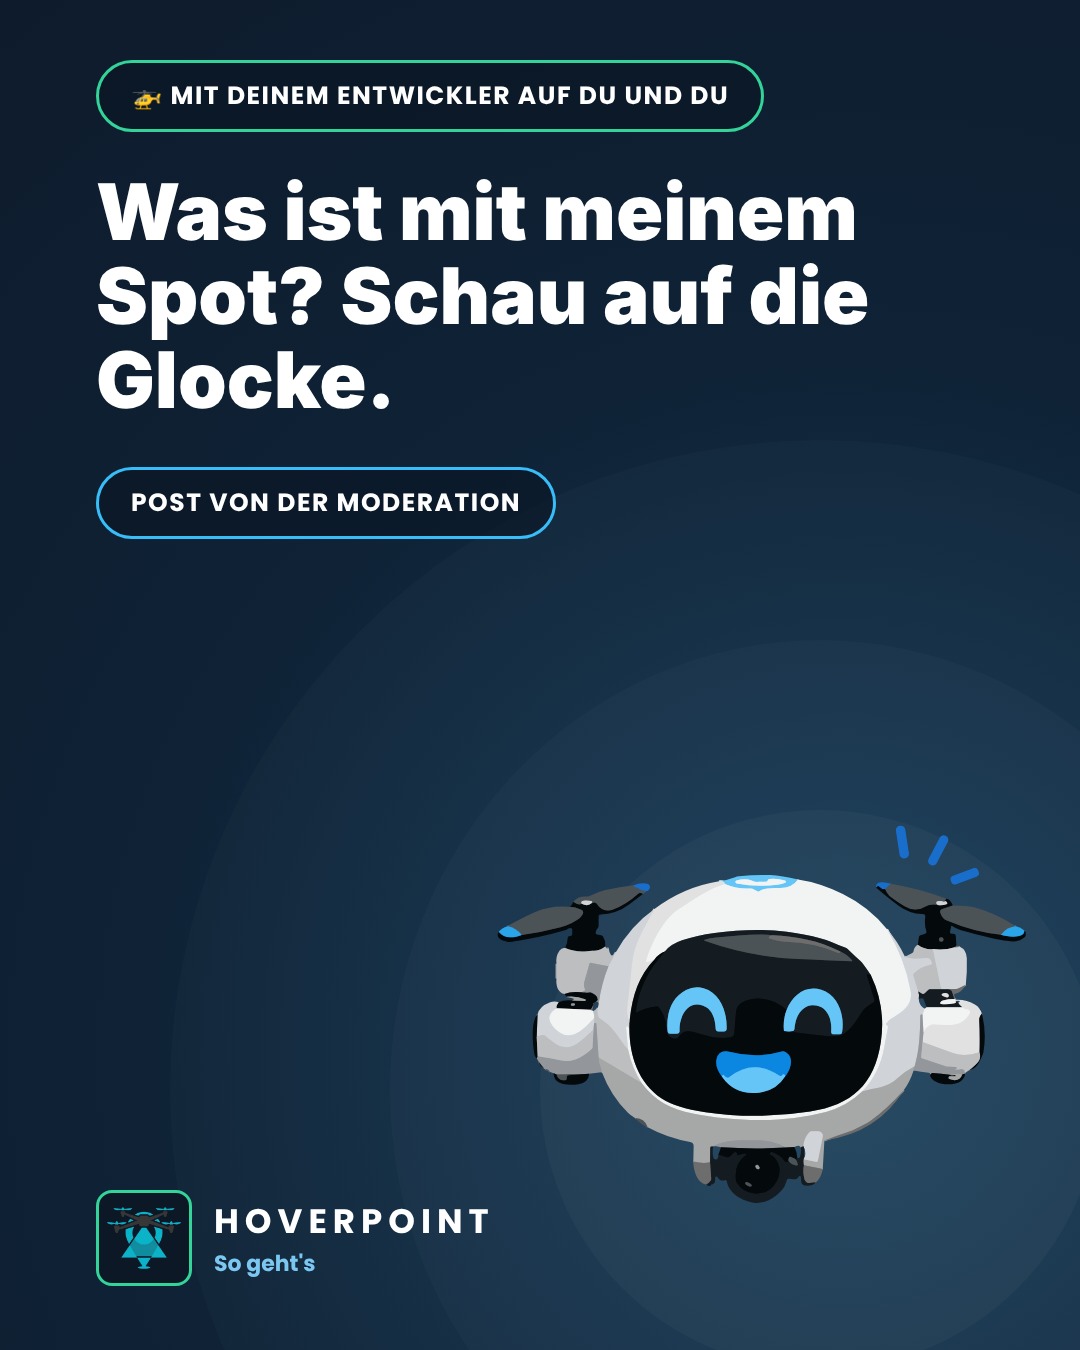 🚁 MIT DEINEM ENTWICKLER AUF DU UND DU
Was ist mit meinem
Spot? Schau auf die
Glocke.
POST VON DER MODERATION
HOVERPOINT
So geht's